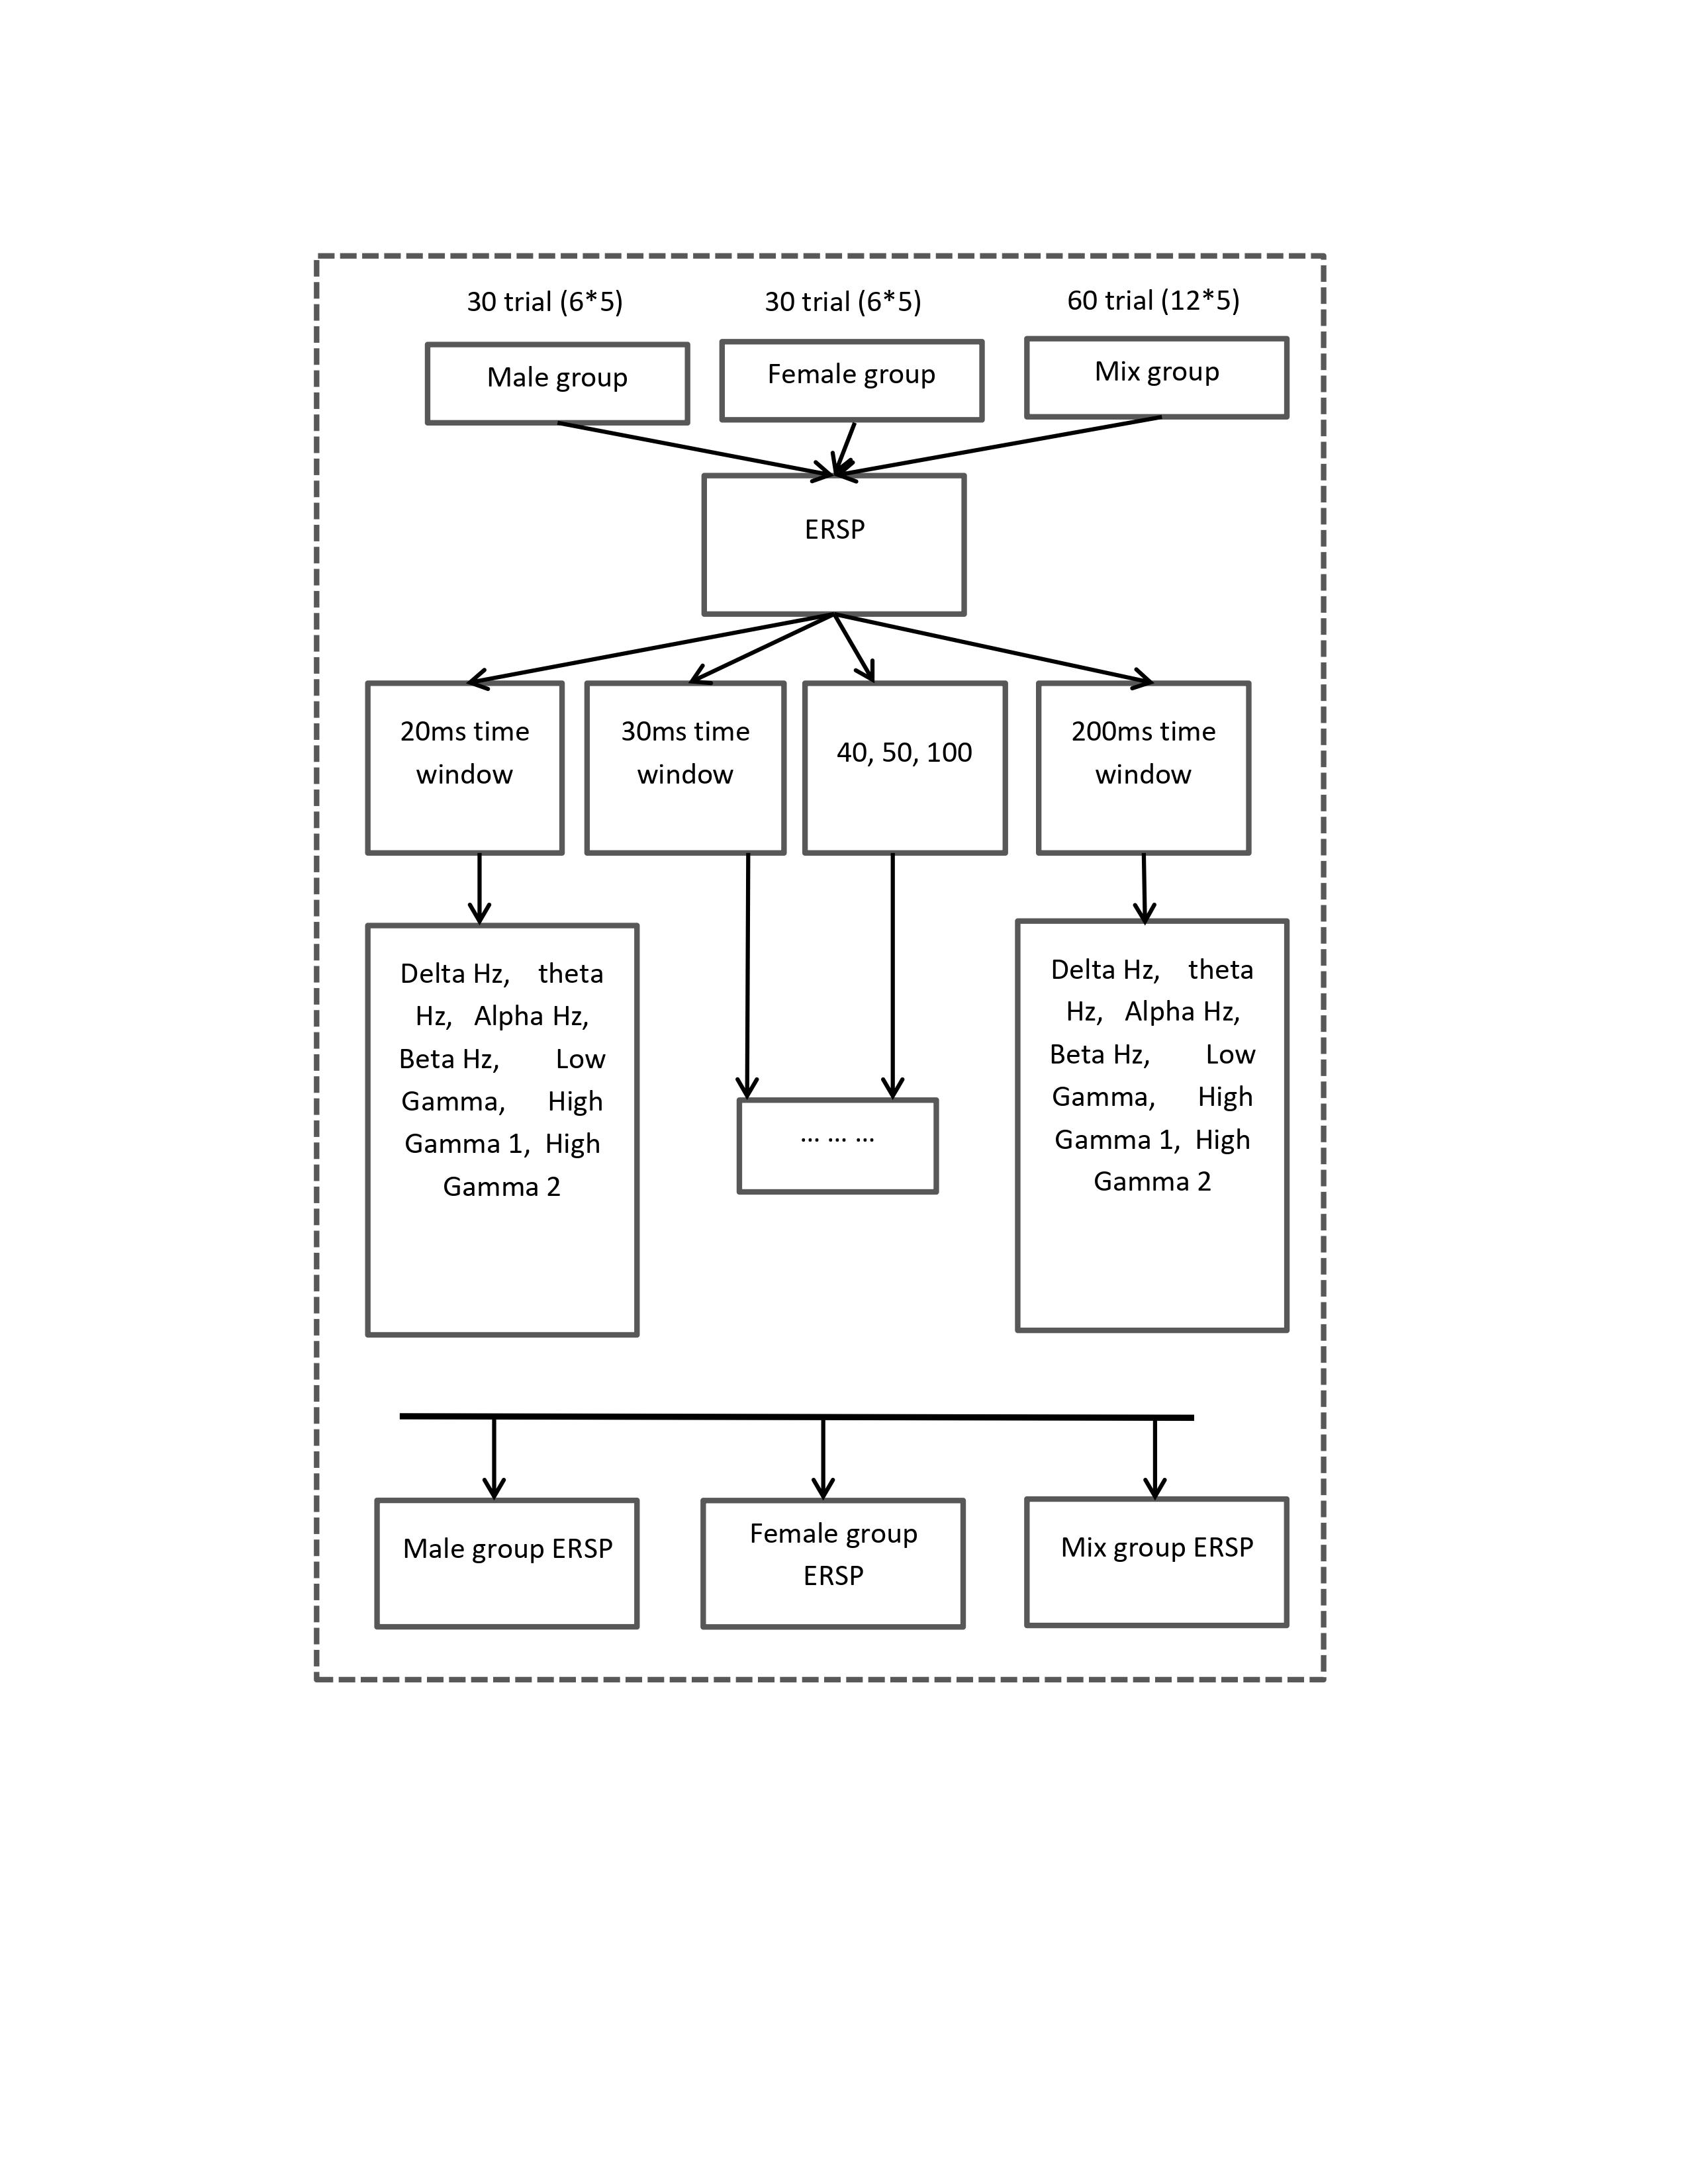 30 trial (6*5)
30 trial (6*5)
60 trial (12*5)
Male group
Female group
Mix group
ERSP
20ms time
window
30ms time
window
40, 50, 100
200ms time
window
Delta Hz, theta
Hz, Alpha Hz,
Beta Hz, Low
Gamma, High
Gamma 1, High
Gamma 2
... ... ...
Delta Hz, theta
Hz, Alpha Hz,
Beta Hz, Low
Gamma, High
Gamma 1, High
Gamma 2
Male group ERSP
Female group
ERSP
Mix group ERSP